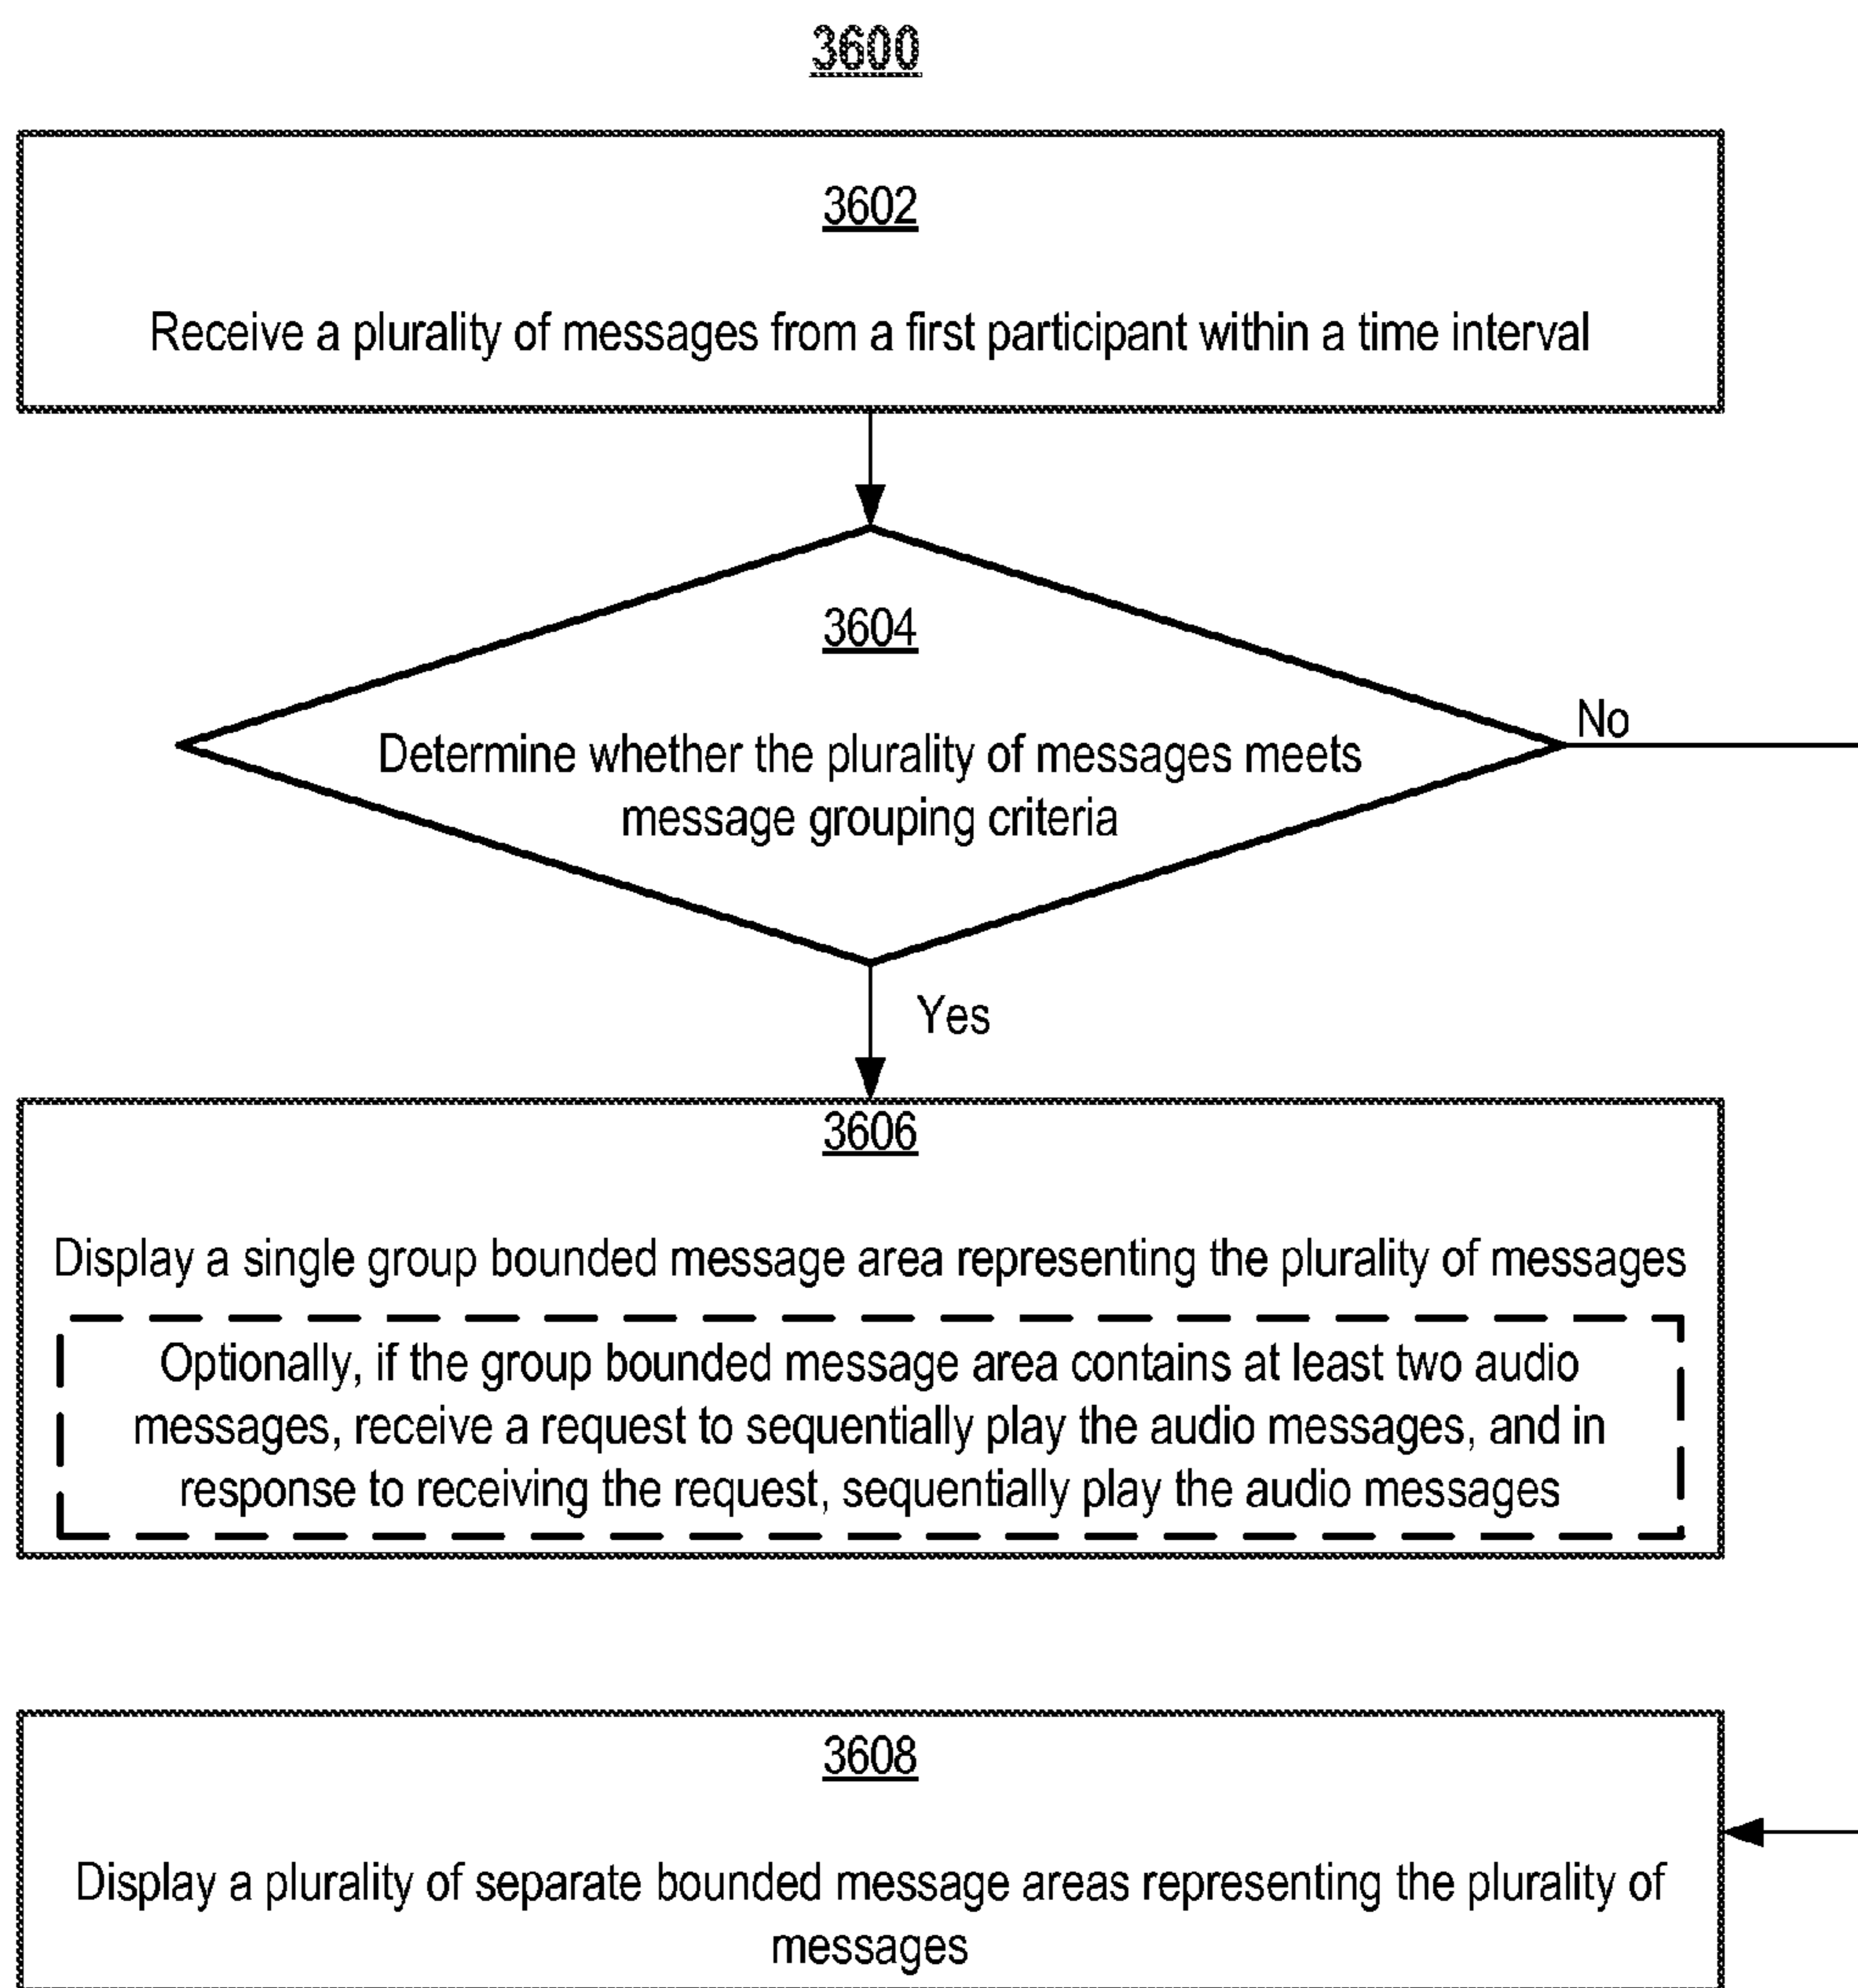 3600
3602
Receive a plurality of messages from a first participant within a time interval
3604
Determine whether the plurality of messages meets
message grouping criteria
No
Yes
3606
Display a single group bounded message area representing the plurality of messages
Optionally, if the group bounded message area contains at least two audio
messages, receive a request to sequentially play the audio messages, and in
response to receiving the request, sequentially play the audio messages
3608
Display a plurality of separate bounded message areas representing the plurality of
messages